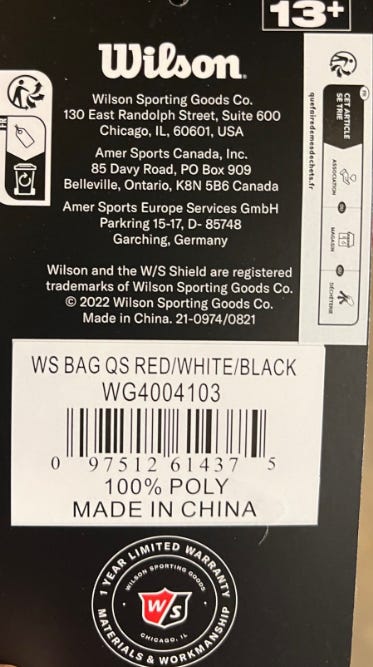 13+
Wilson.
Wilson Sporting Goods Co.
130 East Randolph Street, Suite 600
Chicago, IL, 60601, USA
Amer Sports Canada, Inc.
85 Davy Road, PO Box 909
Belleville, Ontario, K8N 5B6 Canada
Amer Sports Europe Services GmbH
Parkring 15-17, D- 85748
Garching, Germany
Wilson and the W/S Shield are registered
trademarks of Wilson Sporting Goods Co.
© 2022 Wilson Sporting Goods Co.
Made in China. 21-0974/0821
FR
CET ARTICLE
SE TRIE
ASSOCIATION
MAGASIN
DÉCHÈTERIE
quefairedemesdechets.fr
WS BAG QS RED/WHITE/BLACK
WG4004103
0 97512 61437 5
100% POLY
MADE IN CHINA
1 YEAR LIMITED WARRANTY
WILSON SPORTING GOODS
W/S
CHICAGO, IL
MATERIALS & WORKMANSHIP